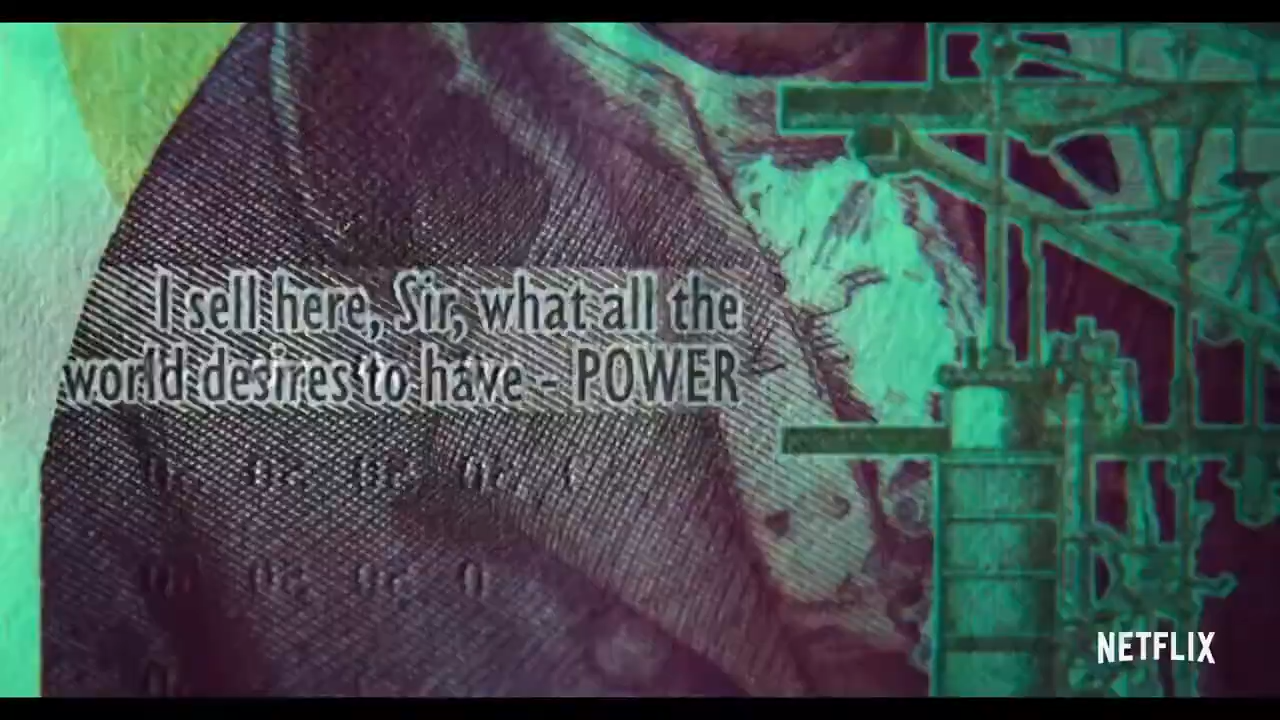 I sell here, Sir, what all the
world desires to have - POWER
NETFLIX